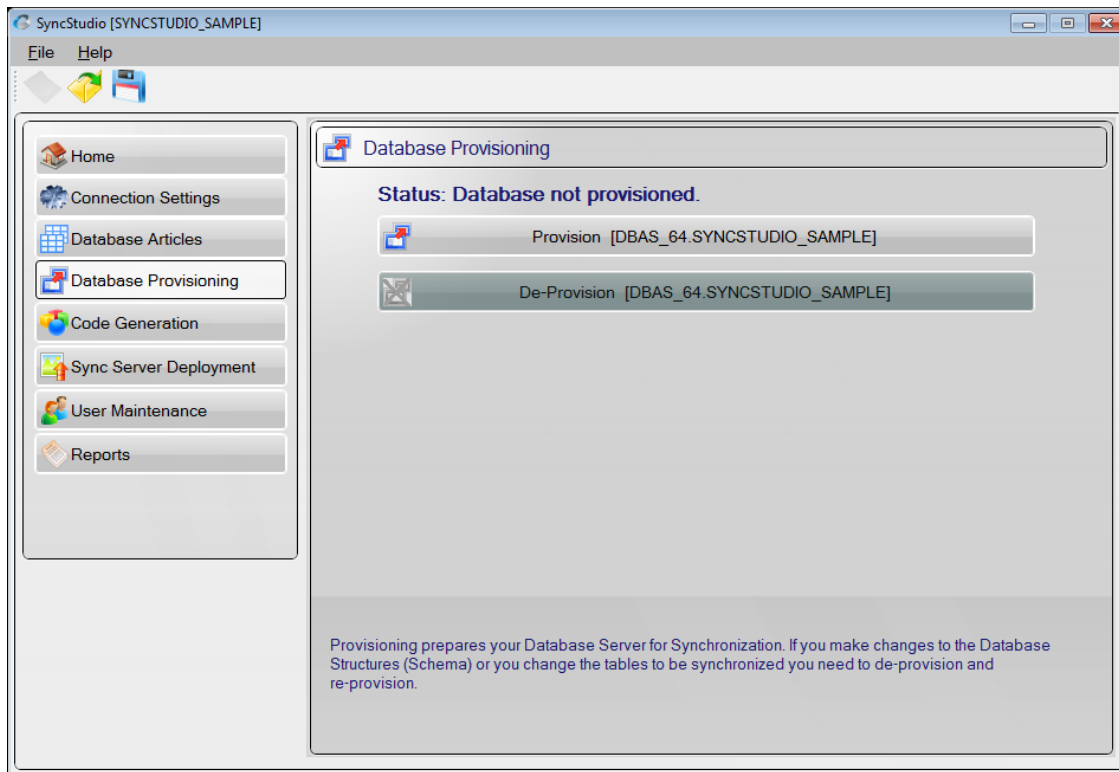 SyncStudio [SYNCSTUDIO_SAMPLE]
File Help
Home
Connection Settings
Database Articles
Database Provisioning
Code Generation
Sync Server Deployment
User Maintenance
Reports
Database Provisioning
Status: Database not provisioned.
Provision [DBAS_64.SYNCSTUDIO_SAMPLE]
De-Provision [DBAS_64.SYNCSTUDIO_SAMPLE]
Provisioning prepares your Database Server for Synchronization. If you make changes to the Database
Structures (Schema) or you change the tables to be synchronized you need to de-provision and
re-provision.